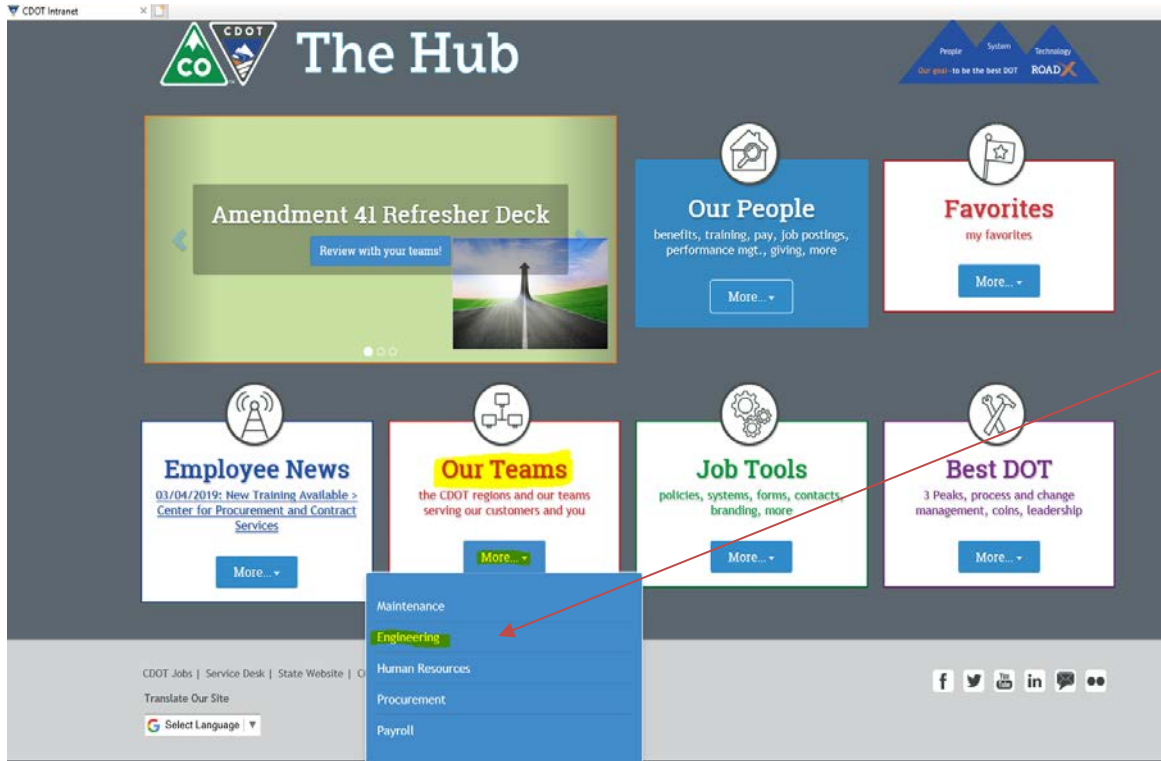 CDOT Intranet
CDOT
CO
The Hub
People
System
Technology
Our goal - to be the best DOT
ROADX
Amendment 41 Refresher Deck
Review with your teams!
Our People
benefits, training, pay, job postings,
performance mgt., giving, more
More...
Favorites
my favorites
More...
Employee News
03/04/2019: New Training Available >
Center for Procurement and Contract
Services
More...
Our Teams
the CDOT regions and our teams
serving our customers and you
More...
Job Tools
policies, systems, forms, contacts,
branding, more
More...
Best DOT
3 Peaks, process and change
management, coins, leadership
More...
Maintenance
Engineering
Human Resources
Procurement
Payroll
CDOT Jobs | Service Desk | State Website |
Translate Our Site
G Select Language
f
You
Tube
in